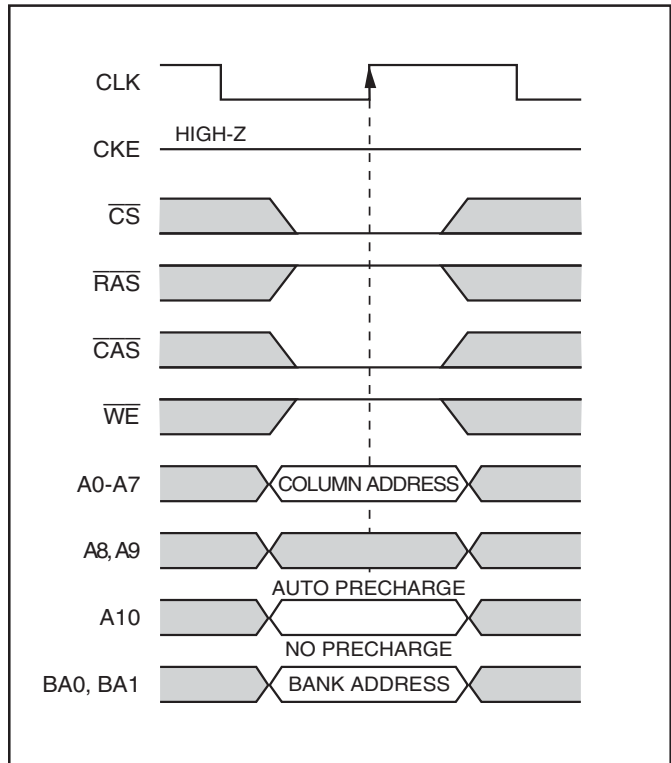 CLK
HIGH-Z
CKE
CS
RAS
CAS
WE
A0-A7 COLUMN ADDRESS
A8, A9
AUTO PRECHARGE
A10
NO PRECHARGE
BA0, BA1 BANK ADDRESS